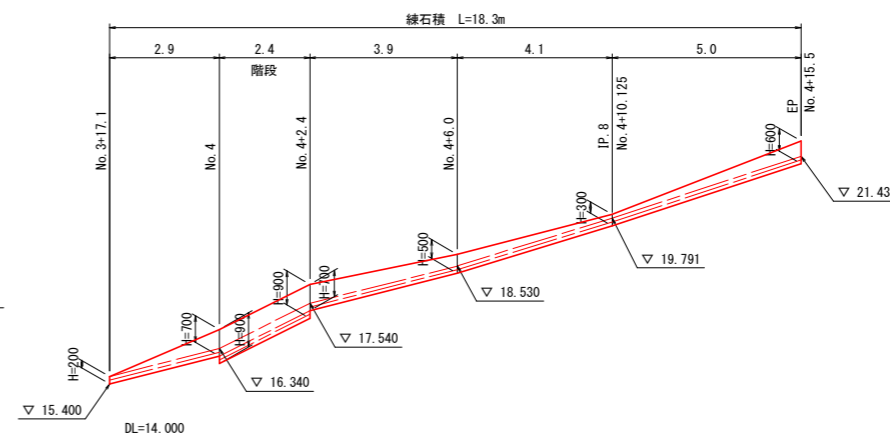 練石積 L=18.3m
2.9
2.4
3.9
4.1
5.0
階段
No.3+17.1
No.4
No.4+2.4
No.4+6.0
IP.8
No.4+10.125
EP
No.4+15.5
H=200
H=700
H=900
H=900
H=700
H=500
H=300
H=600
▽ 15.400
▽ 16.340
▽ 17.540
▽ 18.530
▽ 19.791
▽ 21.43
DL=14.000